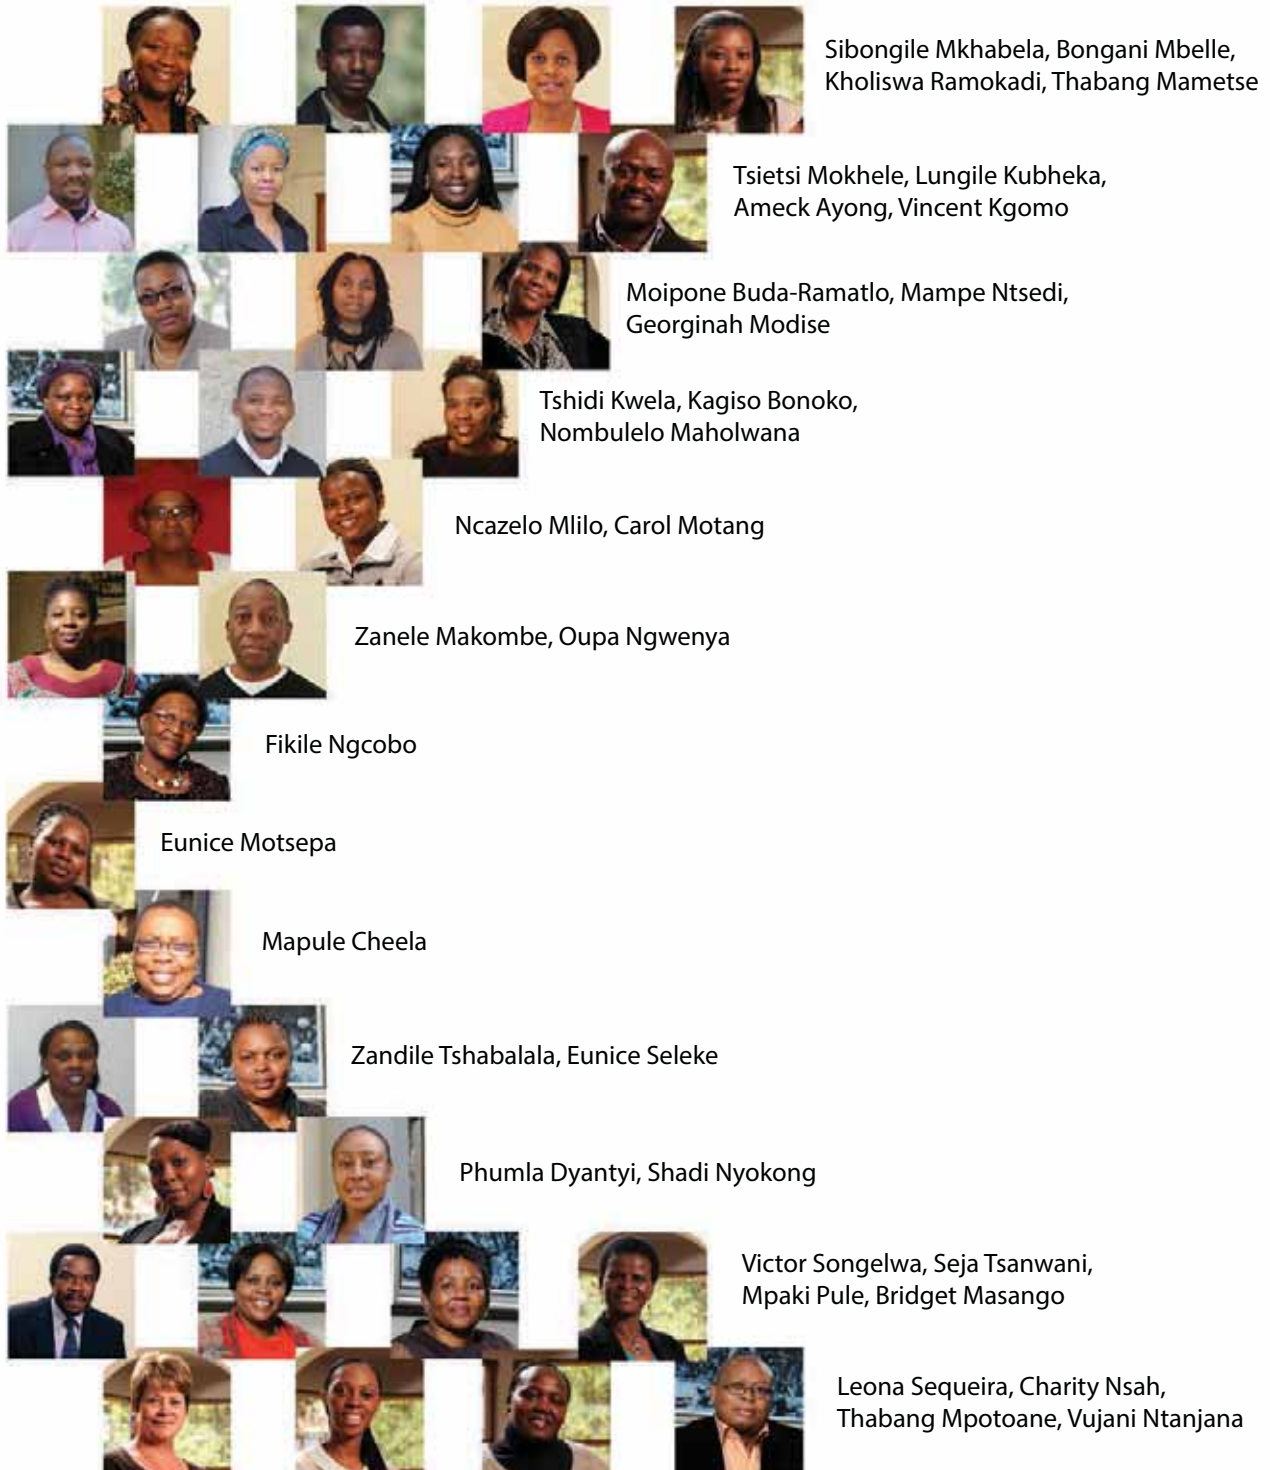 Sibongile Mkhabela, Bongani Mbelle,
Kholiswa Ramokadi, Thabang Mametse
Tsietsi Mokhele, Lungile Kubheka,
Ameck Ayong, Vincent Kgomo
Moipone Buda-Ramatlo, Mampe Ntsedi,
Georginah Modise
Tshidi Kwela, Kagiso Bonoko,
Nombulelo Maholwana
Ncazelo Mlilo, Carol Motang
Zanele Makombe, Oupa Ngwenya
Fikile Ngcobo
Eunice Motsepa
Mapule Cheela
Zandile Tshabalala, Eunice Seleke
Phumla Dyantyi, Shadi Nyokong
Victor Songelwa, Seja Tsanwani,
Mpaki Pule, Bridget Masango
Leona Sequeira, Charity Nsah,
Thabang Mpotoane, Vujani Ntanjana